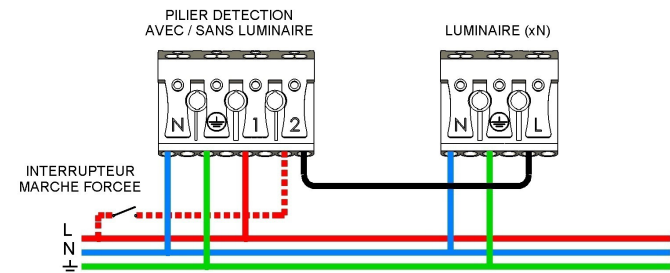 PILIER DETECTION
AVEC / SANS LUMINAIRE
LUMINAIRE (xN)
N 1 2
N L
INTERRUPTEUR
MARCHE FORCEE
L
N